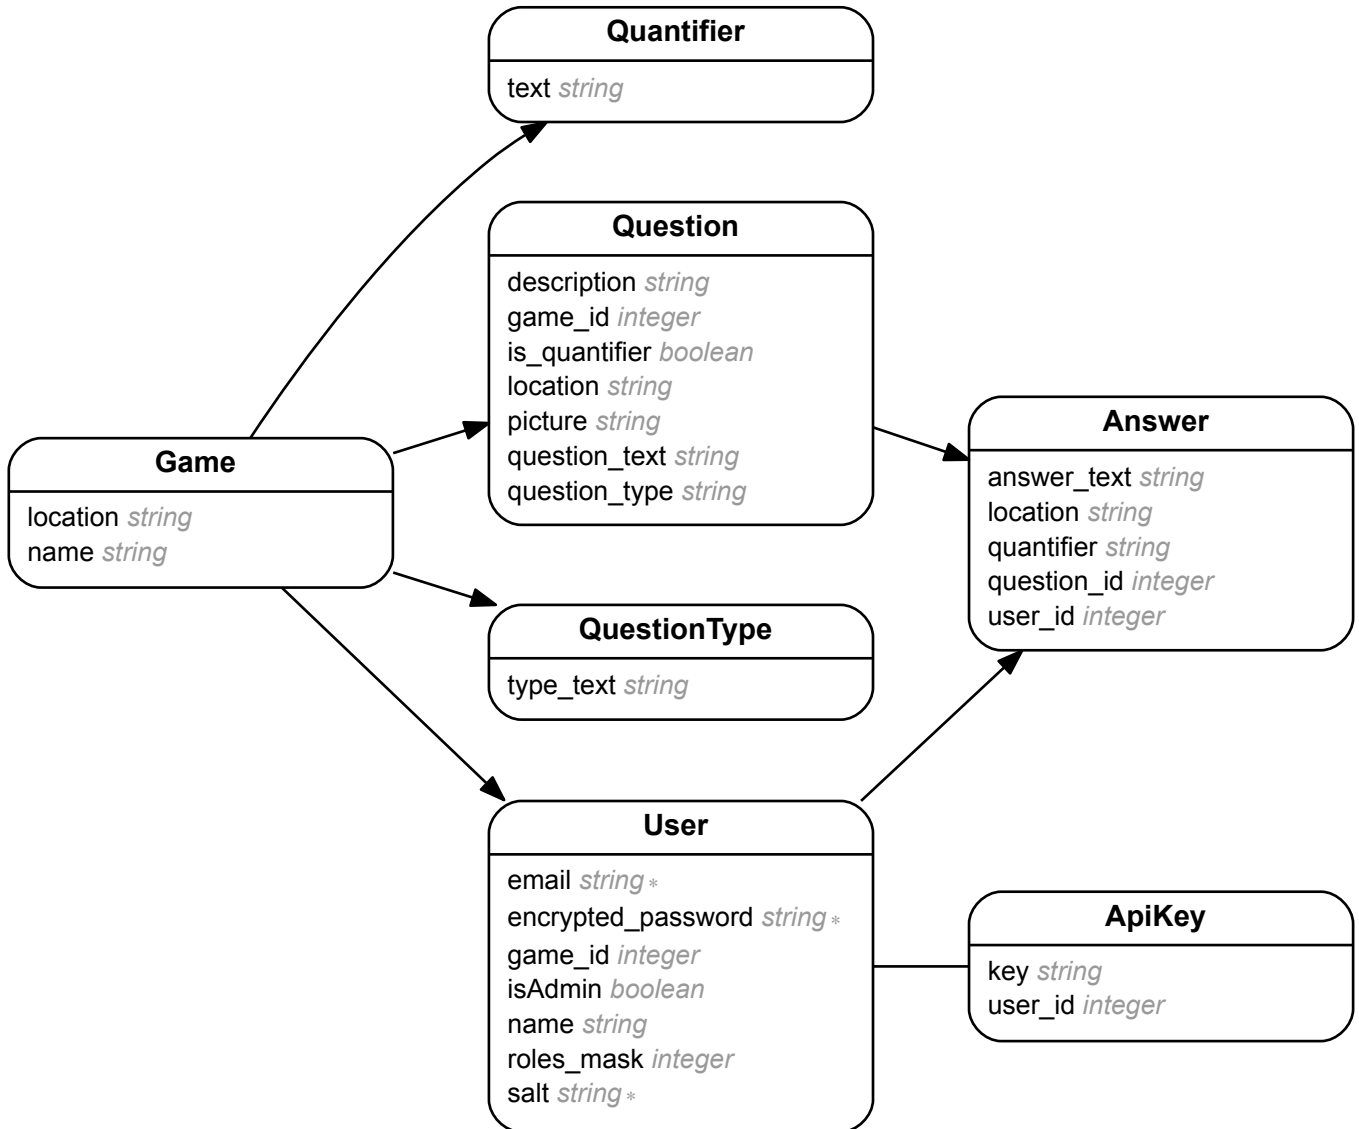 Quantifier
text string
Question
description string
game_id integer
is_quantifier boolean
location string
picture string
question_text string
question_type string
Game
location string
name string
Answer
answer_text string
location string
quantifier string
question_id integer
user_id integer
QuestionType
type_text string
User
email string *
encrypted_password string *
game_id integer
isAdmin boolean
name string
roles_mask integer
salt string *
ApiKey
key string
user_id integer